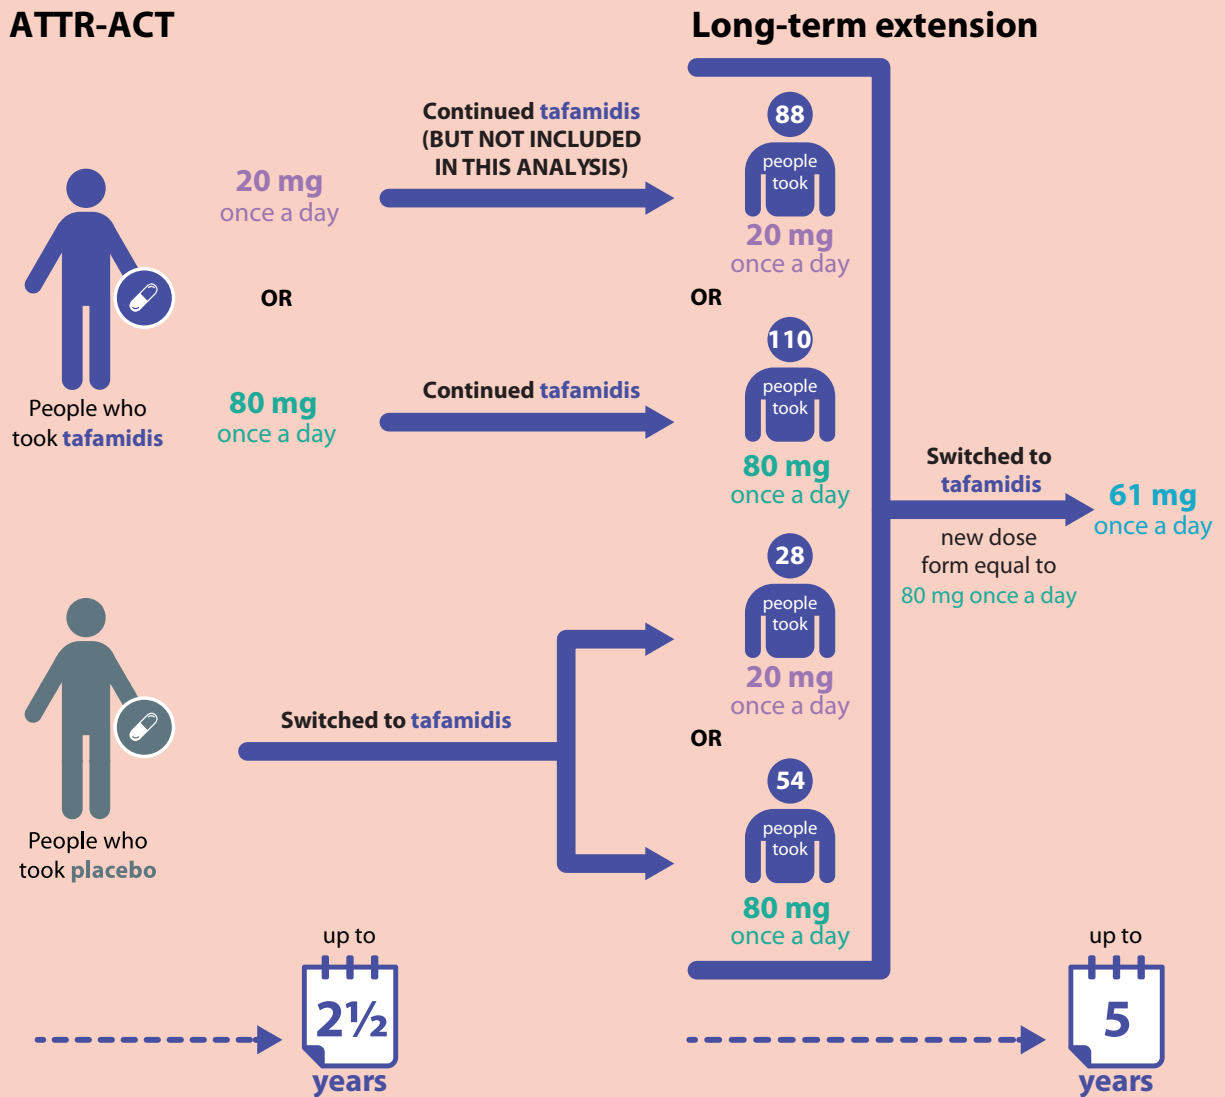 ATTR-ACT
Long-term extension
Continued tafamidis
(BUT NOT INCLUDED
IN THIS ANALYSIS)
20 mg
once a day
88
people
took
20 mg
once a day
OR
OR
People who
took tafamidis
80 mg
once a day
Continued tafamidis
110
people
took
80 mg
once a day
Switched to
tafamidis
new dose
form equal to
80 mg once a day
61 mg
once a day
28
people
took
20 mg
once a day
People who
took placebo
Switched to tafamidis
OR
54
people
took
80 mg
once a day
up to
2½
years
up to
5
years